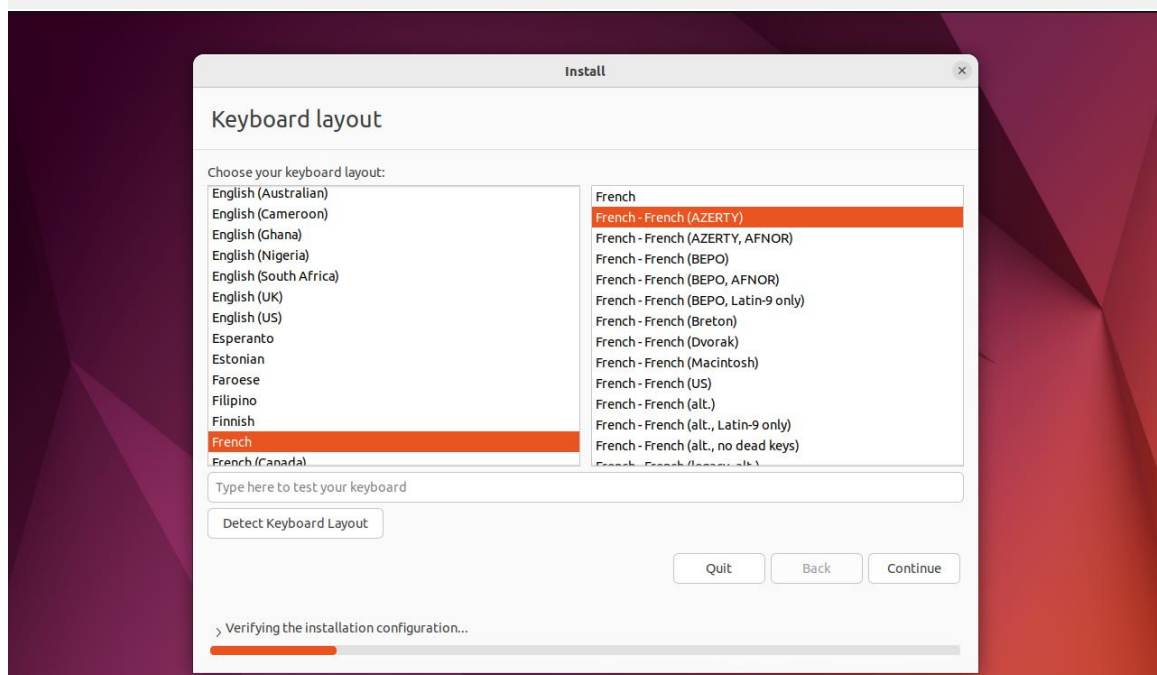 Install
Keyboard layout
Choose your keyboard layout:
English (Australian)
English (Cameroon)
English (Ghana)
English (Nigeria)
English (South Africa)
English (UK)
English (US)
Esperanto
Estonian
Faroese
Filipino
Finnish
French
French (Canada)
French
French - French (AZERTY)
French - French (AZERTY, AFNOR)
French - French (BEPO)
French - French (BEPO, AFNOR)
French - French (BEPO, Latin-9 only)
French - French (Breton)
French - French (Dvorak)
French - French (Macintosh)
French - French (US)
French - French (alt.)
French - French (alt., Latin-9 only)
French - French (alt., no dead keys)
French - French (legacy, alt.)
Type here to test your keyboard
Detect Keyboard Layout
Quit
Back
Continue
Verifying the installation configuration...